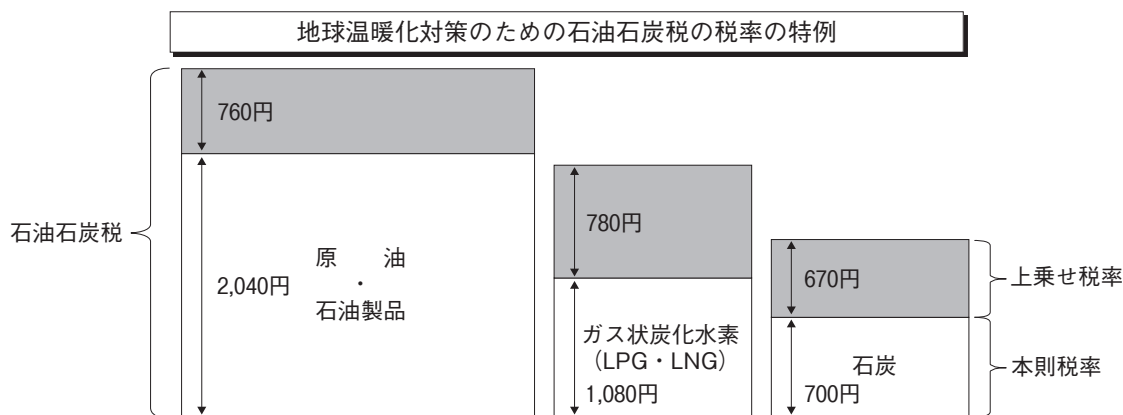 地球温暖化対策のための石油石炭税の税率の特例
石油石炭税
760円
2,040円
原　　油
・
石油製品
780円
ガス状炭化水素
（LPG・LNG）
1,080円
670円
石炭
700円
上乗せ税率
本則税率